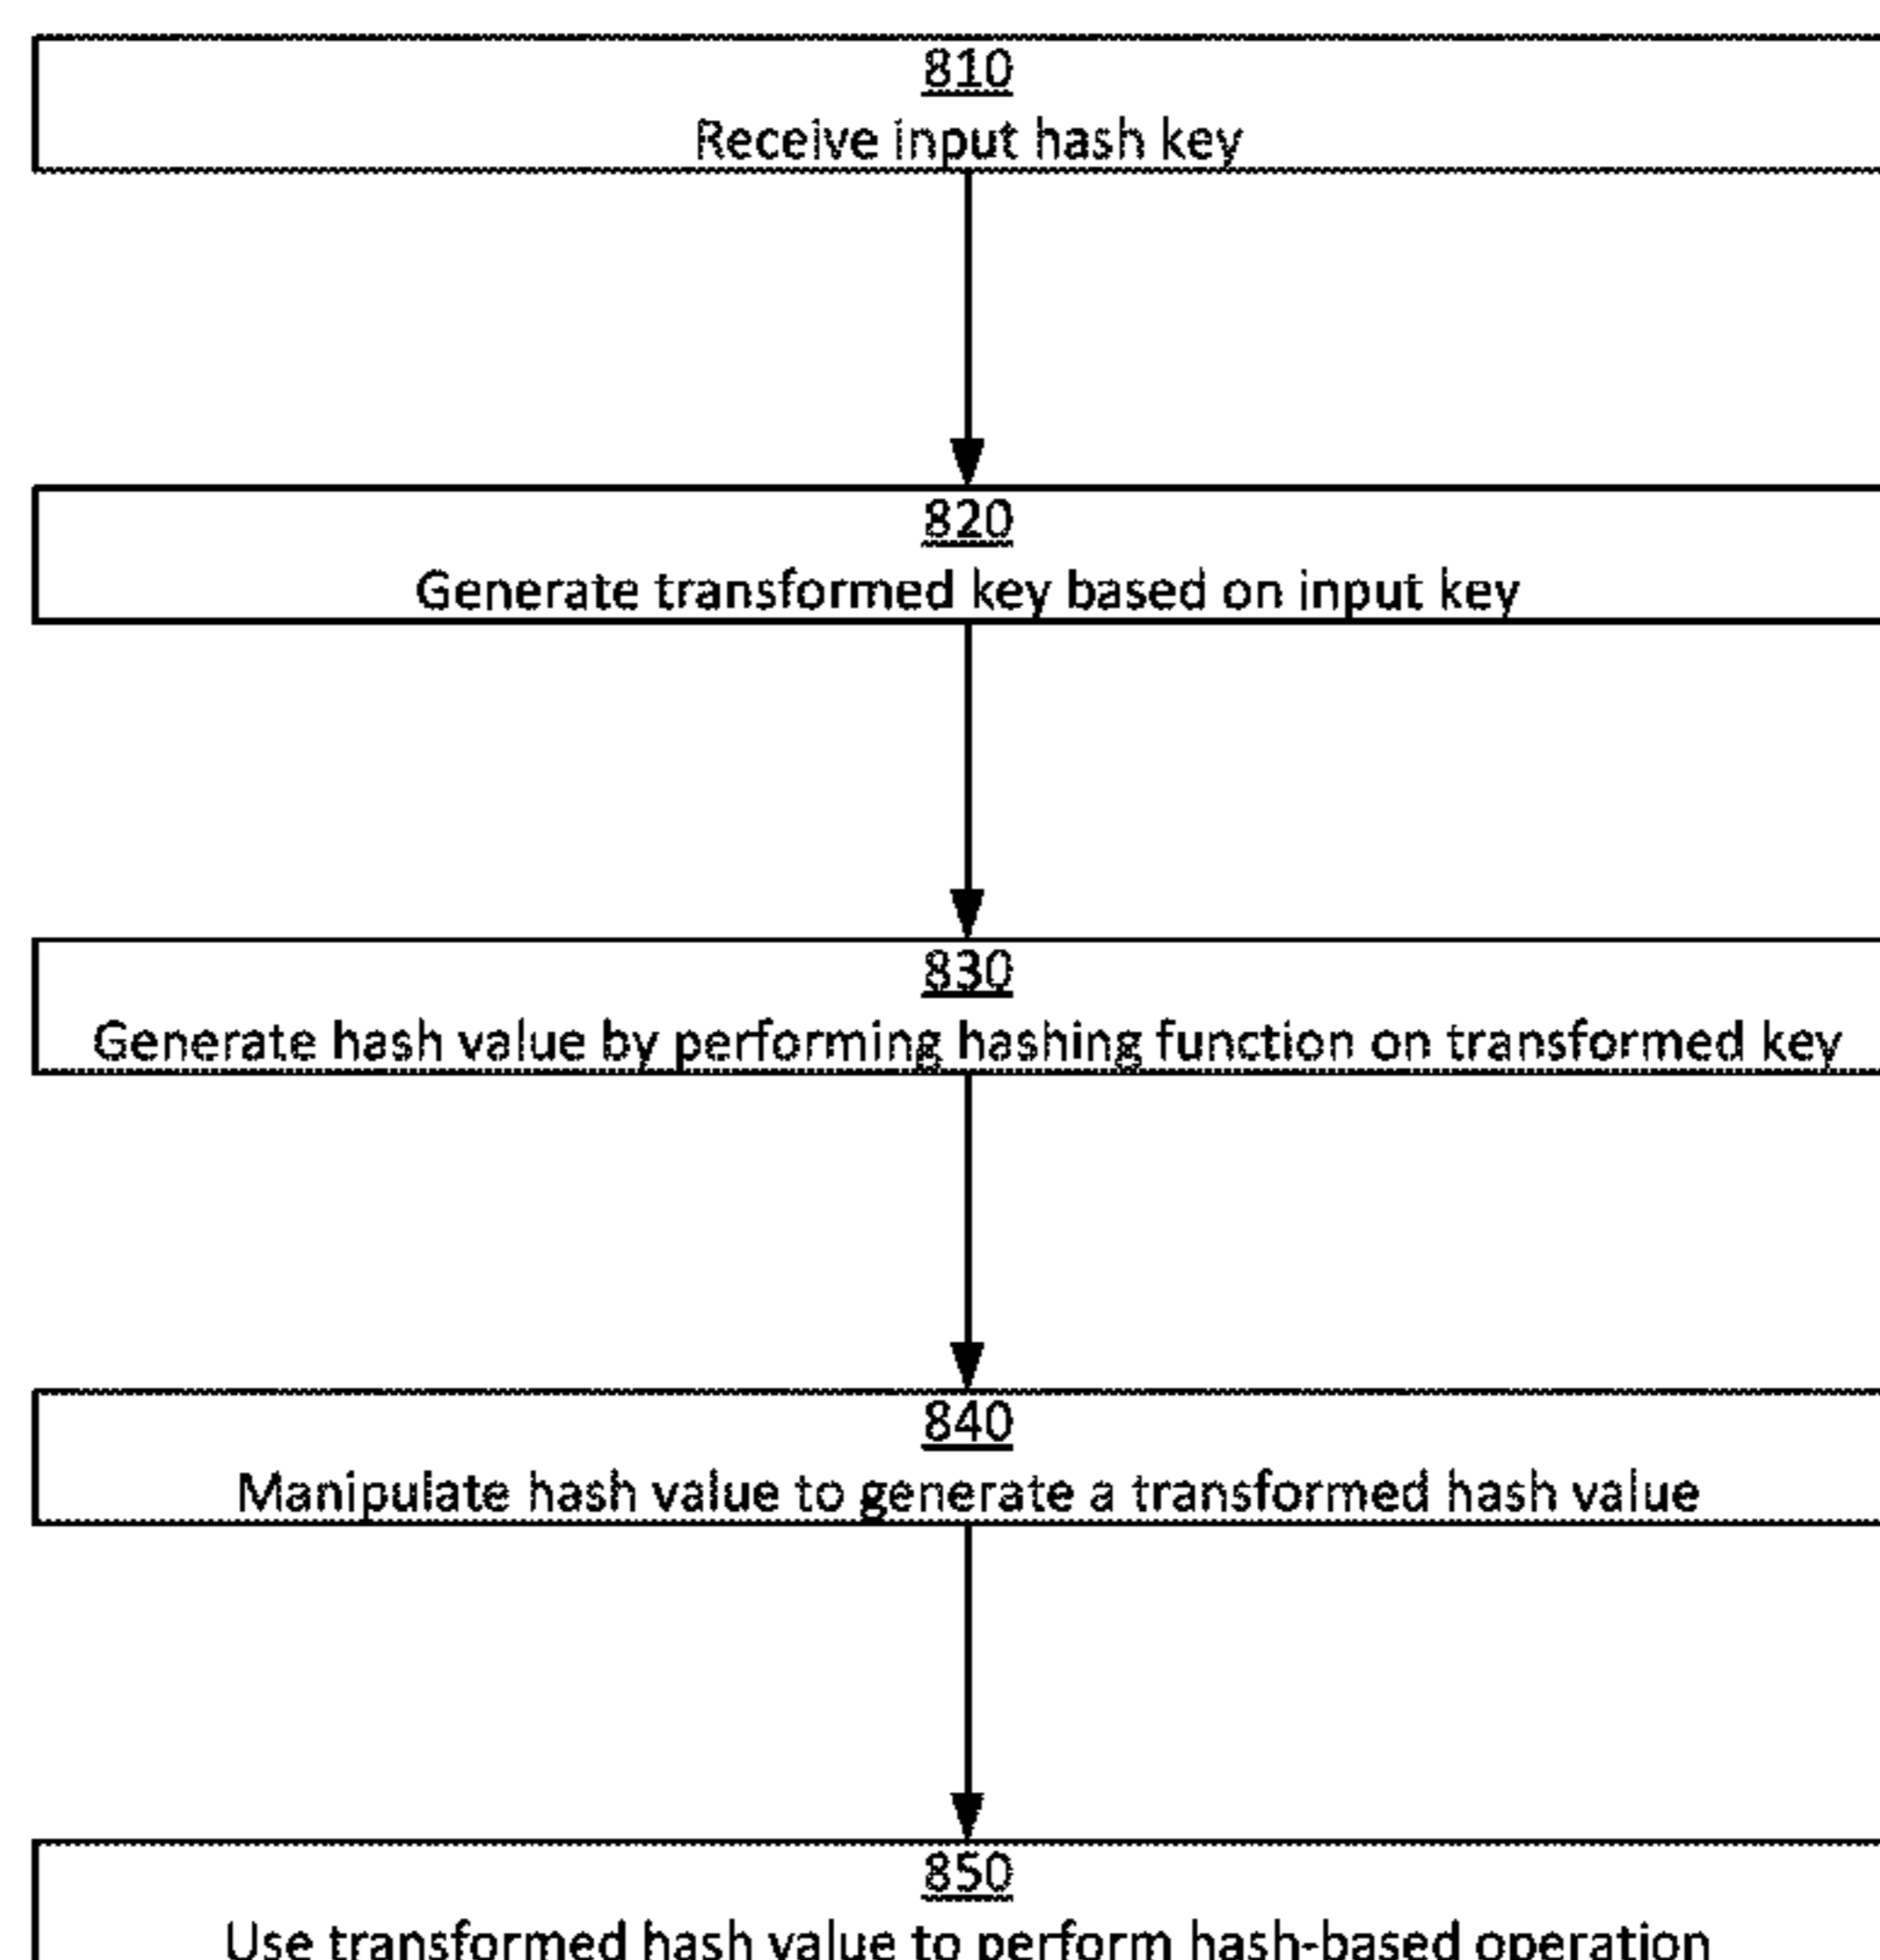 810
Receive input hash key
820
Generate transformed key based on input key
830
Generate hash value by performing hashing function on transformed key
840
Manipulate hash value to generate a transformed hash value
850
Use transformed hash value to perform hash-based operation